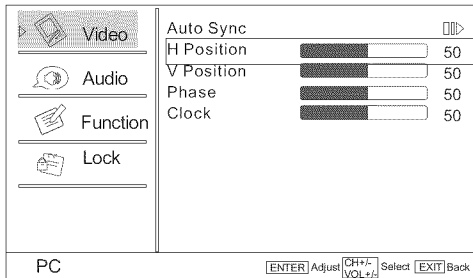 Video
Audio
Function
Lock
Auto Sync
H Position 50
V Position 50
Phase 50
Clock 50
PC
ENTER Adjust CH+/- VOL+/- Select EXIT Back